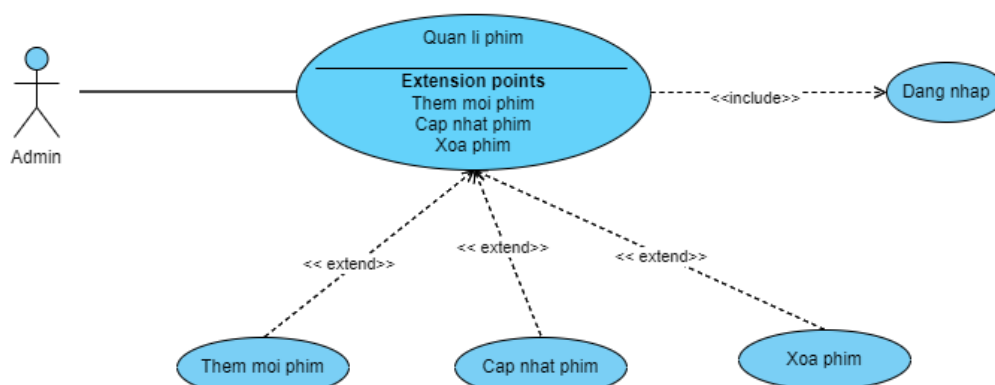 Quan li phim
Extension points
Them moi phim
Cap nhat phim
Xoa phim
<<include>>
Dang nhap
Admin
<< extend>>
<< extend>>
<< extend>>
Them moi phim
Cap nhat phim
Xoa phim